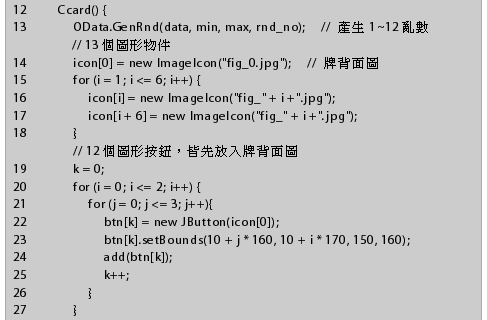 12 Ccard() {
13 OData.GenRnd(data, min, max, rnd_no); // 產生 1~12 亂數
// 13 個圖形物件
14 icon[0] = new ImageIcon("fig_0.jpg"); // 牌背面圖
15 for (i = 1; i <= 6; i++) {
16 icon[i] = new ImageIcon("fig_" + i + ".jpg");
17 icon[i + 6] = new ImageIcon("fig_" + i + ".jpg");
18 }
// 12 個圖形按鈕，皆先放入牌背面圖
19 k = 0;
20 for (i = 0; i <= 2; i++) {
21 for (j = 0; j <= 3; j++){
22 btn[k] = new JButton(icon[0]);
23 btn[k].setBounds(10 + j * 160, 10 + i * 170, 150, 160);
24 add(btn[k]);
25 k++;
26 }
27 }